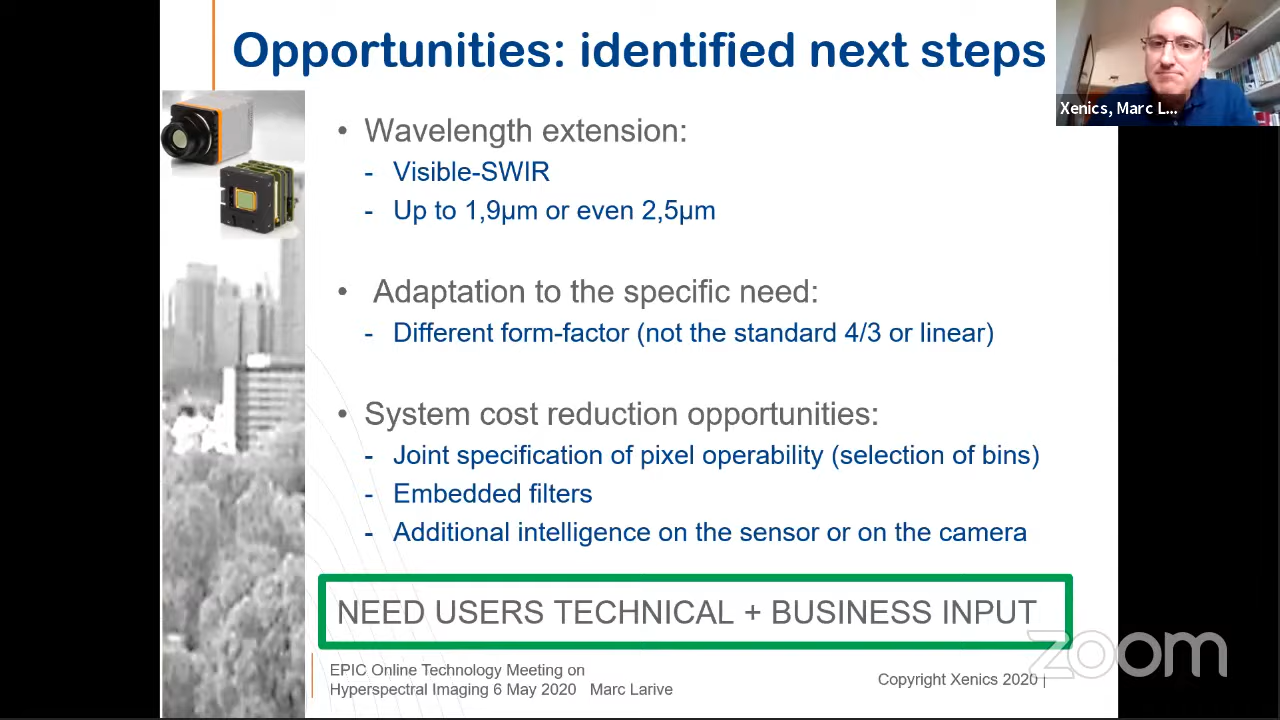 Opportunities: identified next steps
Xenics, Marc L...
• Wavelength extension:
- Visible-SWIR
- Up to 1,9µm or even 2,5µm
• Adaptation to the specific need:
- Different form-factor (not the standard 4/3 or linear)
• System cost reduction opportunities:
- Joint specification of pixel operability (selection of bins)
- Embedded filters
- Additional intelligence on the sensor or on the camera
NEED USERS TECHNICAL + BUSINESS INPUT
zoom
EPIC Online Technology Meeting on
Hyperspectral Imaging 6 May 2020 Marc Larive
Copyright Xenics 2020 |